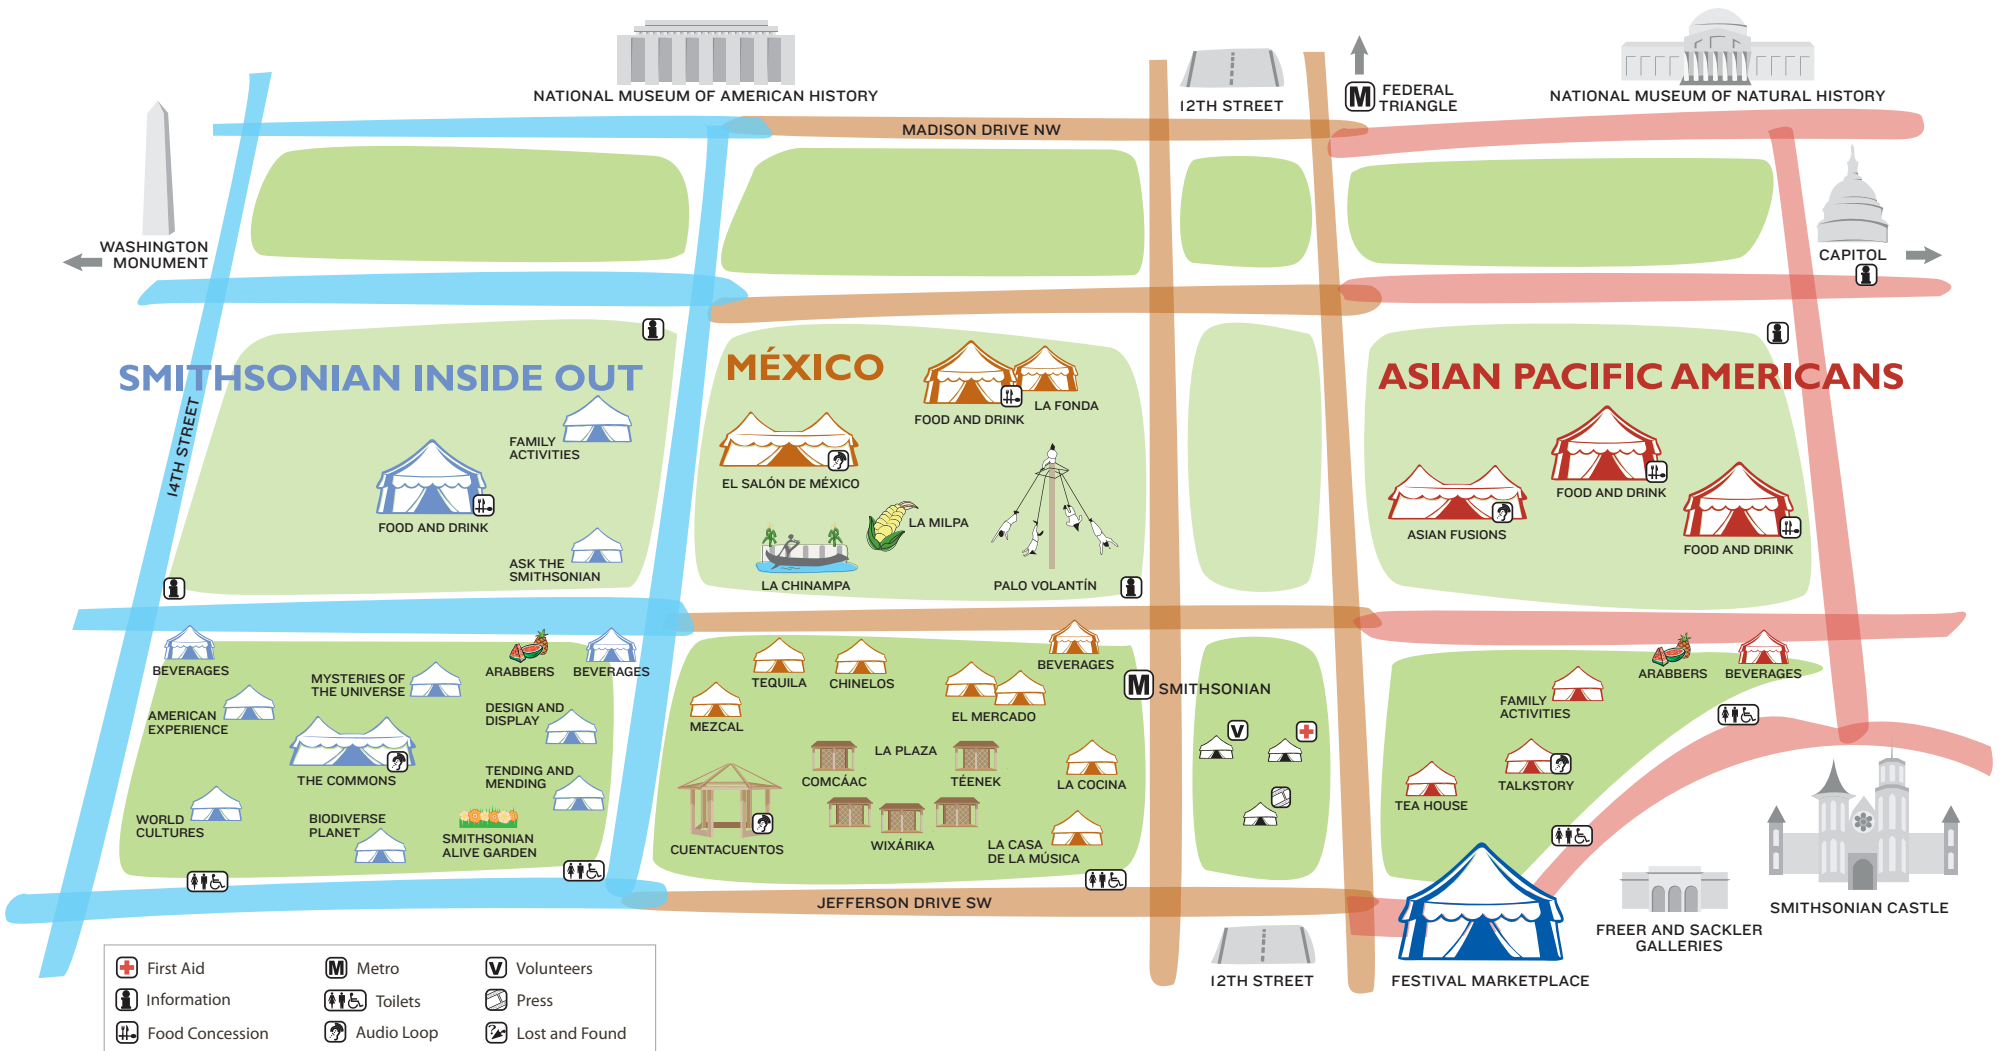 NATIONAL MUSEUM OF AMERICAN HISTORY
12TH STREET
M
FEDERAL
TRIANGLE
NATIONAL MUSEUM OF NATURAL HISTORY
MADISON DRIVE NW
WASHINGTON
MONUMENT
CAPITOL
i
i
i
SMITHSONIAN INSIDE OUT
MÉXICO
ASIAN PACIFIC AMERICANS
14TH STREET
FAMILY
ACTIVITIES
FOOD AND DRINK
ASK THE
SMITHSONIAN
i
FOOD AND DRINK
LA FONDA
EL SALÓN DE MÉXICO
LA MILPA
LA CHINAMPA
PALO VOLANTÍN
i
FOOD AND DRINK
ASIAN FUSIONS
FOOD AND DRINK
BEVERAGES
ARABBERS
BEVERAGES
MYSTERIES OF
THE UNIVERSE
AMERICAN
EXPERIENCE
DESIGN AND
DISPLAY
THE COMMONS
TENDING AND
MENDING
WORLD
CULTURES
BIODIVERSE
PLANET
SMITHSONIAN
ALIVE GARDEN
TEQUILA
CHINELOS
BEVERAGES
MEZCAL
EL MERCADO
LA PLAZA
COMCÁAC
TÉENEK
LA COCINA
CUENTACUENTOS
WIXÁRIKA
LA CASA
DE LA MÚSICA
M
SMITHSONIAN
V
ARABBERS
BEVERAGES
FAMILY
ACTIVITIES
TEA HOUSE
TALKSTORY
JEFFERSON DRIVE SW
12TH STREET
FESTIVAL MARKETPLACE
FREER AND SACKLER
GALLERIES
SMITHSONIAN CASTLE
First Aid
M Metro
V Volunteers
i Information
Toilets
Press
Food Concession
Audio Loop
? Lost and Found